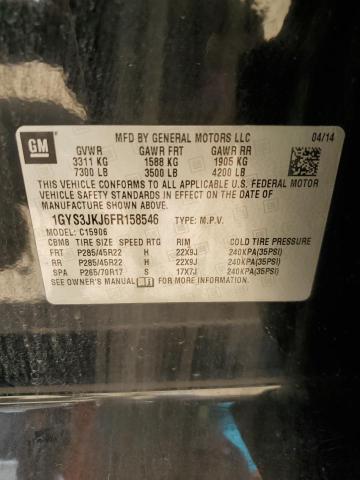 GM
MFD BY GENERAL MOTORS LLC 04/14
GVWR GAWR FRT GAWR RR
3311 KG 1588 KG 1905 KG
7300 LB 3500 LB 4200 LB
THIS VEHICLE CONFORMS TO ALL APPLICABLE U.S. FEDERAL MOTOR
VEHICLE SAFETY STANDARDS IN EFFECT ON THE DATE OF
MANUFACTURE SHOWN ABOVE.
1GYS3JKJ6FR158546 TYPE: M.P.V.
MODEL: C15906
CBMB TIRE SIZE SPEED RTG RIM COLD TIRE PRESSURE
FRT P285/45R22 H 22X9J 240KPA(35PSI)
RR P285/45R22 H 22X9J 240KPA(35PSI)
SPA P265/70R17 17X7J 240KPA(35PSI)
SEE OWNER'S MANUAL FOR MORE INFORMATION.